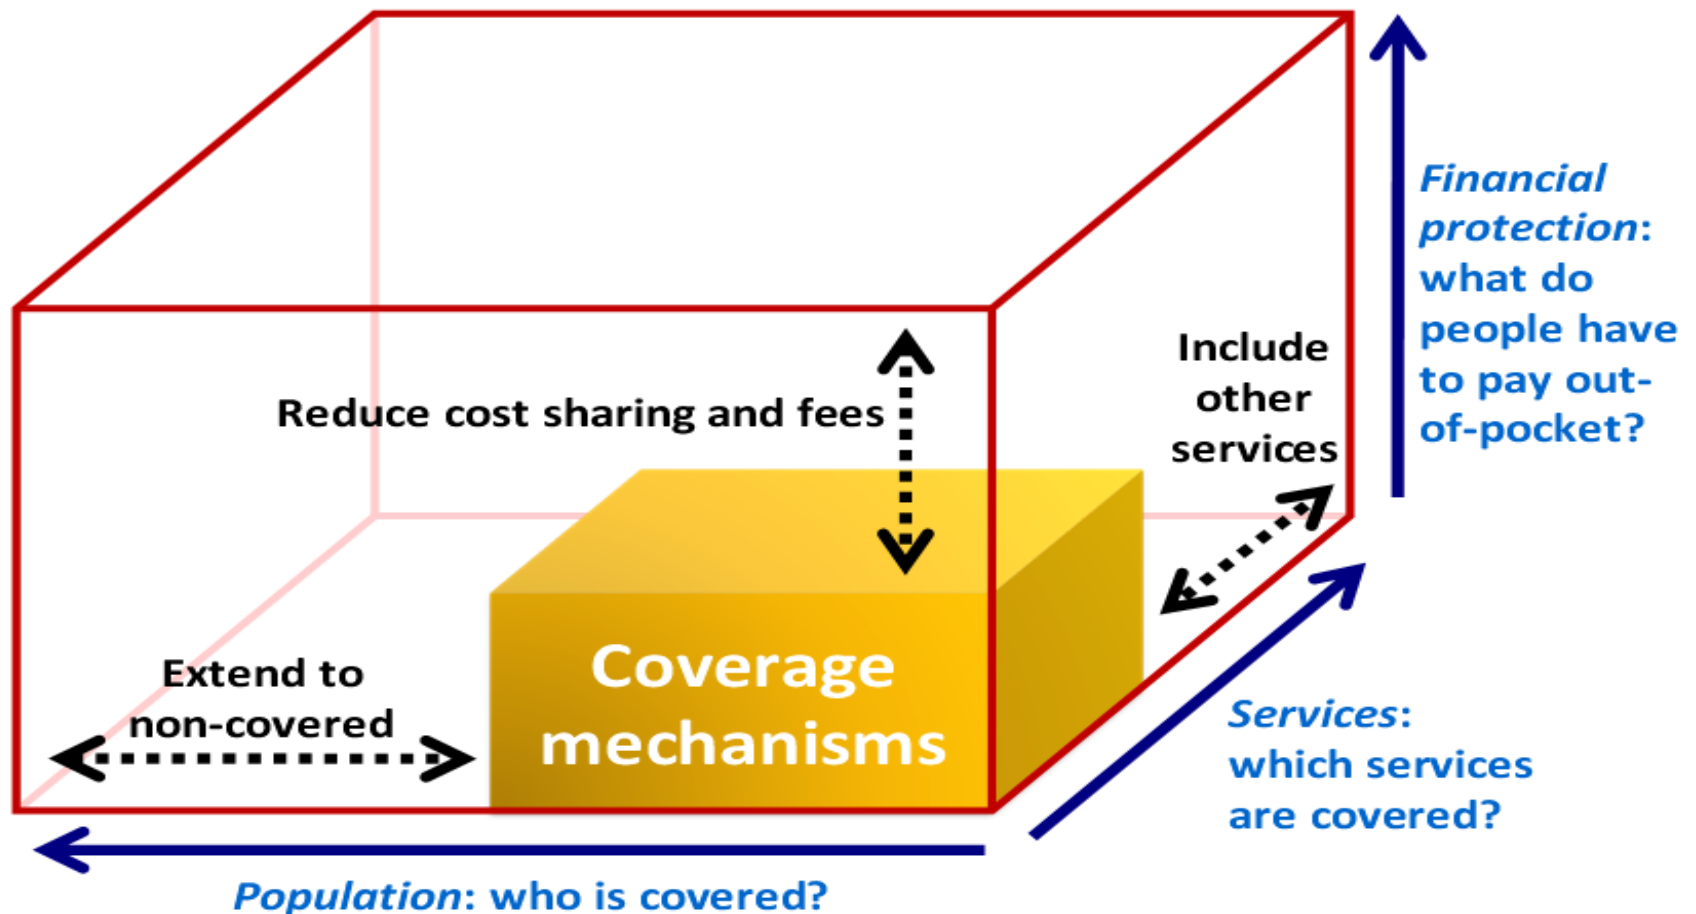 Financial
protection:
what do
people have
to pay out-
of-pocket?
Include
other
services
Reduce cost sharing and fees
Extend to
non-covered
Coverage
mechanisms
Services:
which services
are covered?
Population: who is covered?